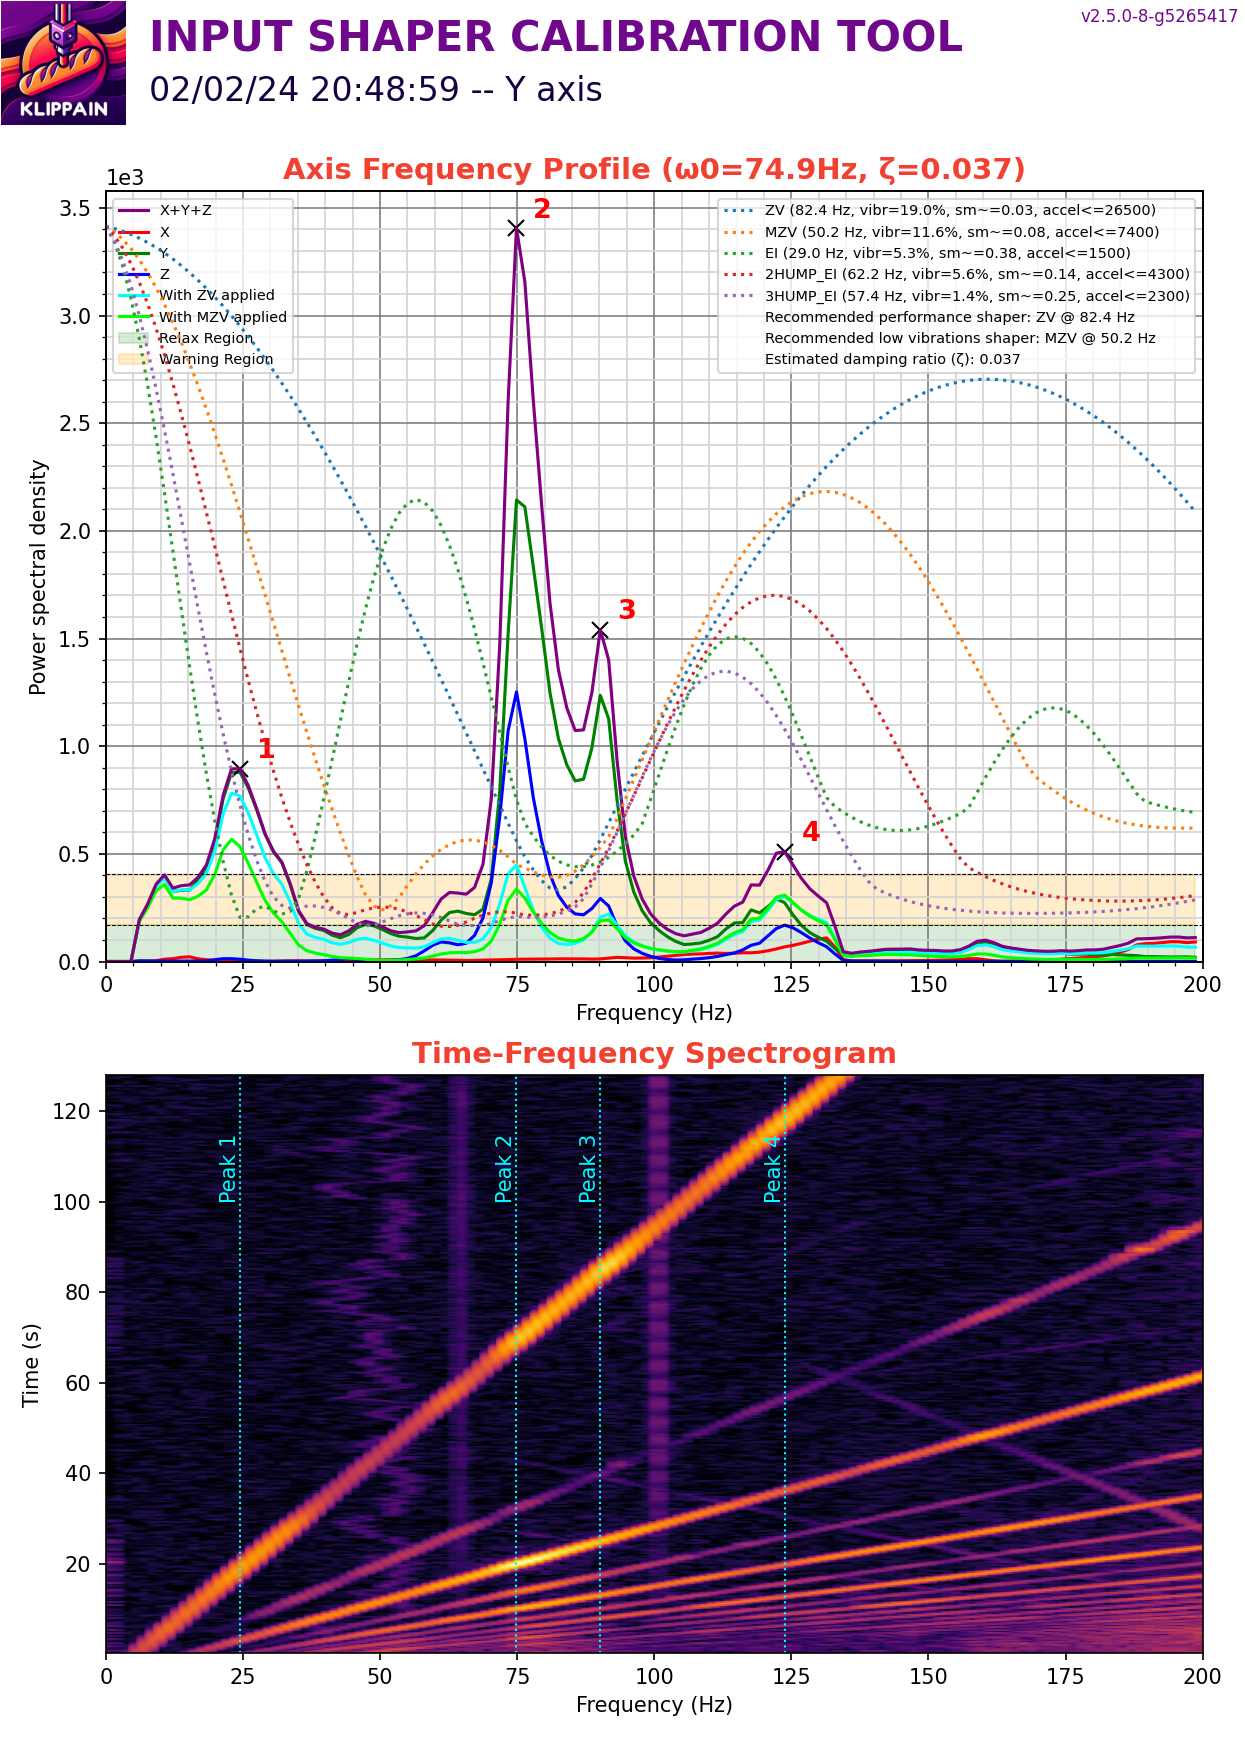 KLIPPAIN
INPUT SHAPER CALIBRATION TOOL
v2.5.0-8-g5265417
02/02/24 20:48:59 -- Y axis
Axis Frequency Profile (ω0=74.9Hz, ζ=0.037)
1e3
X+Y+Z
X
Y
Z
With ZV applied
With MZV applied
Relax Region
Warning Region
ZV (82.4 Hz, vibr=19.0%, sm~=0.03, accel<=26500)
MZV (50.2 Hz, vibr=11.6%, sm~=0.08, accel<=7400)
EI (29.0 Hz, vibr=5.3%, sm~=0.38, accel<=1500)
2HUMP_EI (62.2 Hz, vibr=5.6%, sm~=0.14, accel<=4300)
3HUMP_EI (57.4 Hz, vibr=1.4%, sm~=0.25, accel<=2300)
Recommended performance shaper: ZV @ 82.4 Hz
Recommended low vibrations shaper: MZV @ 50.2 Hz
Estimated damping ratio (ζ): 0.037
1
2
3
4
Power spectral density
3.5
3.0
2.5
2.0
1.5
1.0
0.5
0.0
0 25 50 75 100 125 150 175 200
Frequency (Hz)
Time-Frequency Spectrogram
Time (s)
120
100
80
60
40
20
Peak 1
Peak 2
Peak 3
Peak 4
0 25 50 75 100 125 150 175 200
Frequency (Hz)